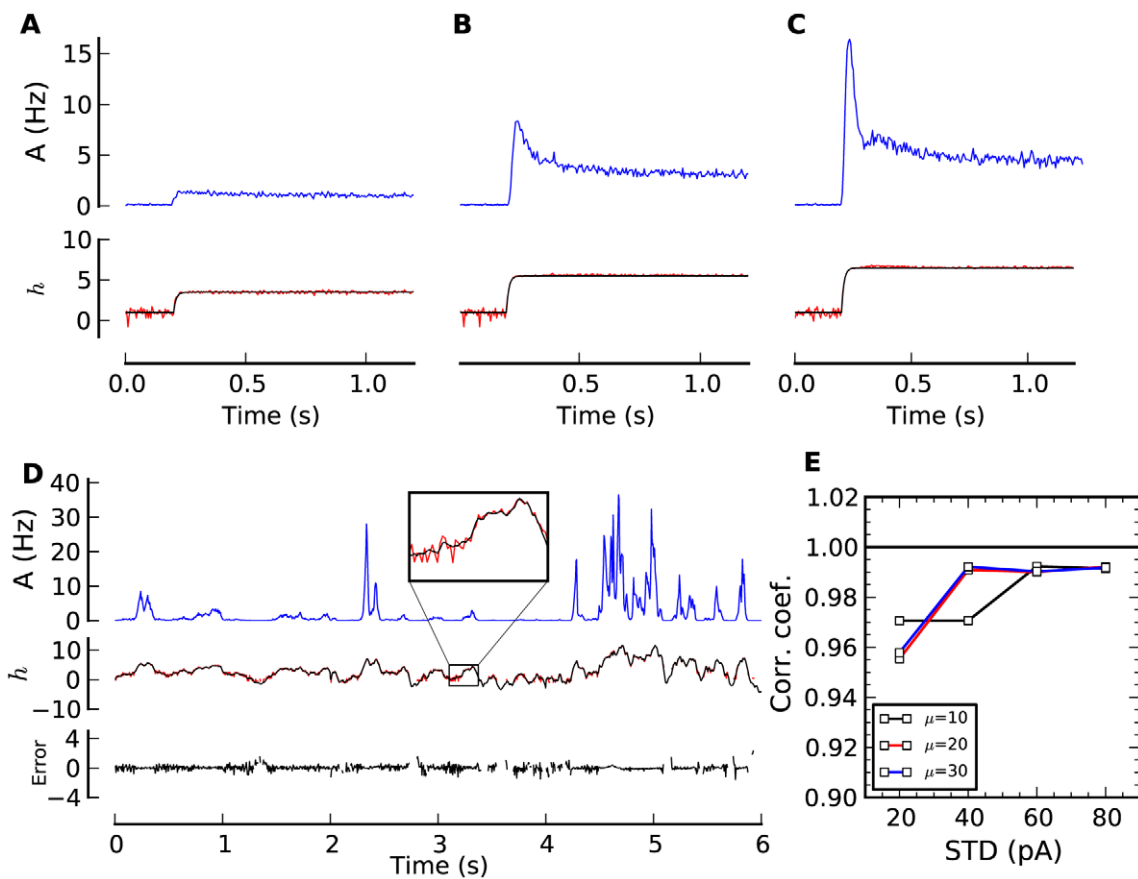 A
B
C
A (Hz)
15
10
5
0
h
10
5
0
0.0
0.5
1.0
0.5
1.0
0.0
0.5
1.0
Time (s)
Time (s)
Time (s)
D
A (Hz)
40
30
20
10
0
h
10
0
−10
Error
4
0
−4
0
1
2
3
4
5
6
Time (s)
E
Corr. coef.
1.02
1.00
0.98
0.96
0.94
0.92
0.90
μ=10
μ=20
μ=30
20
40
60
80
STD (pA)